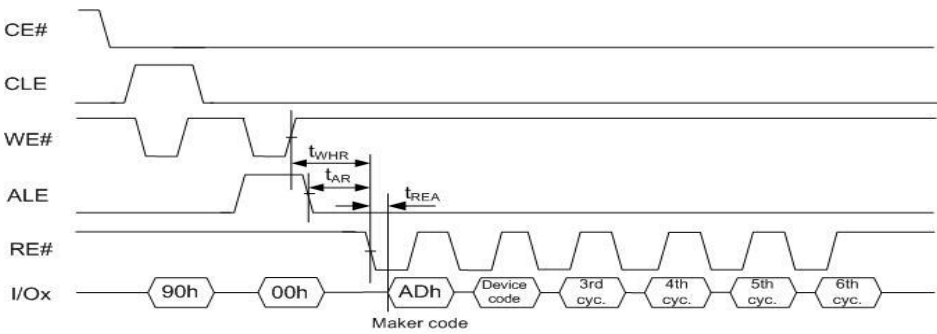 CE#
CLE
WE#
tWHR
tAR
ALE
tREA
RE#
I/Ox
90h
00h
ADh
Device
code
3rd
cyc.
4th
cyc.
5th
cyc.
6th
cyc.
Maker code